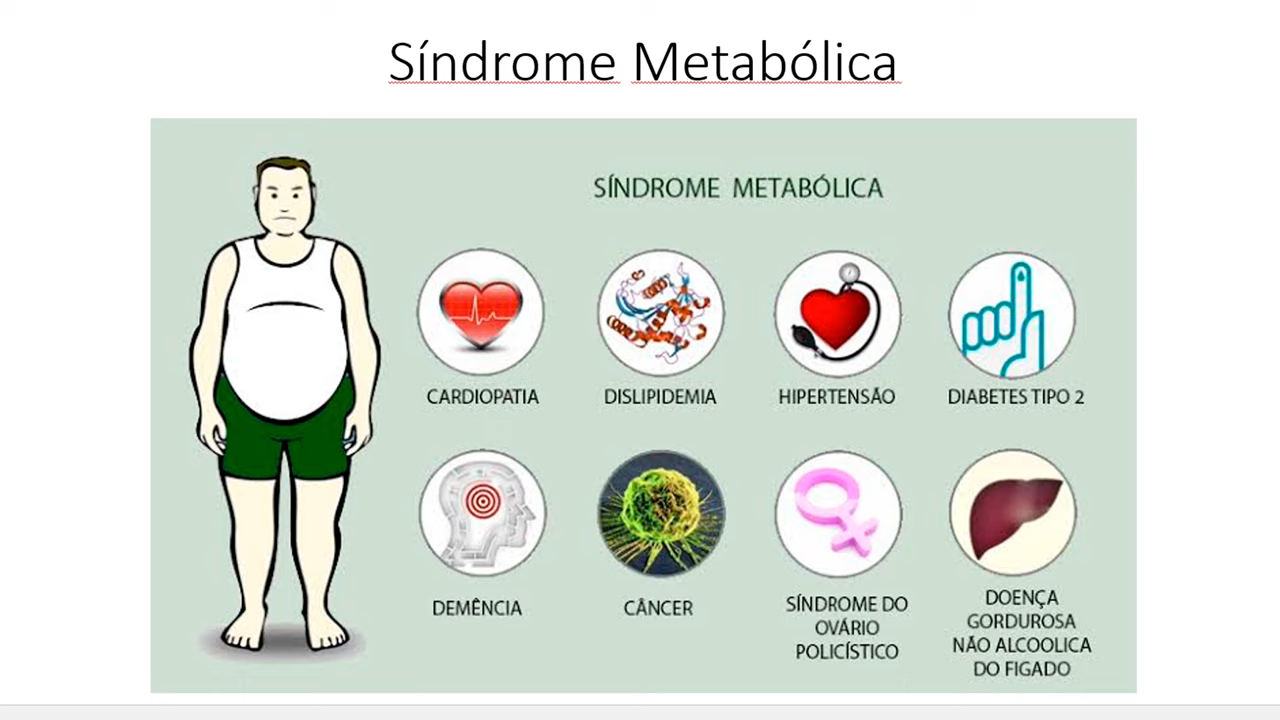 Síndrome Metabólica
SÍNDROME METABÓLICA
CARDIOPATIA
DISLIPIDEMIA
HIPERTENSÃO
DIABETES TIPO 2
DEMÊNCIA
CÂNCER
SÍNDROME DO
OVÁRIO
POLICÍSTICO
DOENÇA
GORDUROSA
NÃO ALCOOLICA
DO FIGADO